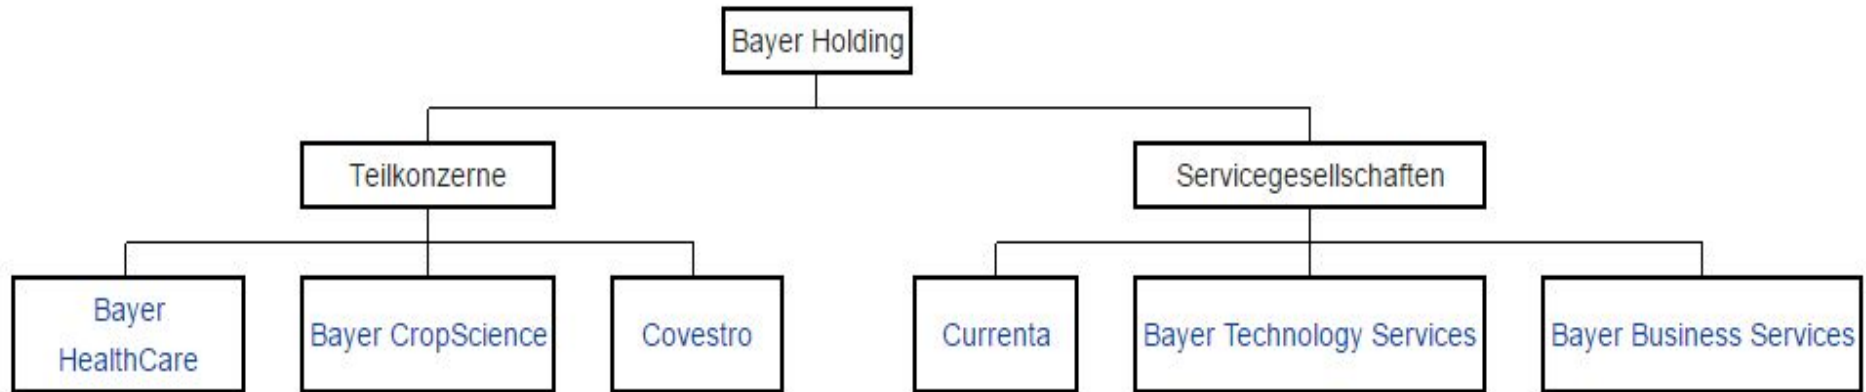 Bayer Holding
Teilkonzerne
Servicegesellschaften
Bayer
HealthCare
Bayer CropScience
Covestro
Currenta
Bayer Technology Services
Bayer Business Services